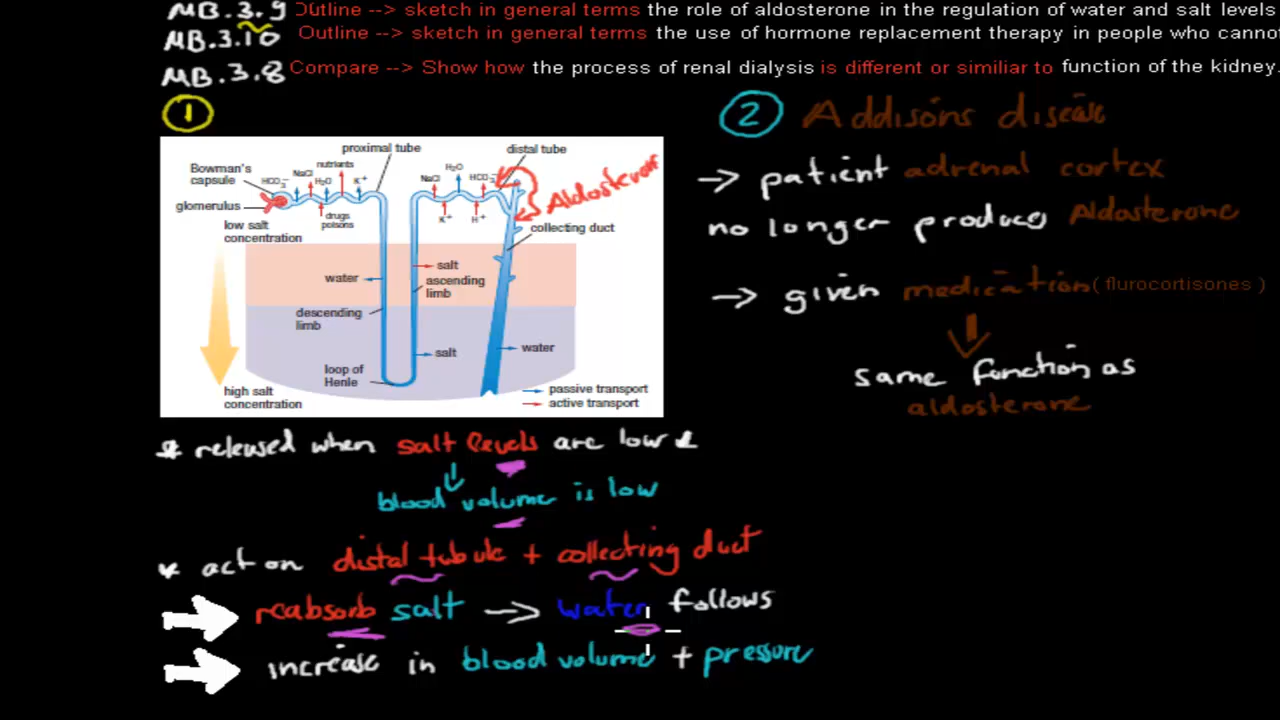 MB.3.9 Outline --> sketch in general terms the role of aldosterone in the regulation of water and salt levels
MB.3.10 Outline --> sketch in general terms the use of hormone replacement therapy in people who canno
MB.3.8 Compare --> Show how the process of renal dialysis is different or similiar to function of the kidney.
1
Bowman's
capsule
glomerulus
HCO3−
NaCl
nutrients
H2O
K+
drugs
poisons
proximal tube
NaCl
H2O
HCO3−
K+
H+
distal tube
Aldosteron
collecting duct
low salt
concentration
salt
water
ascending
limb
descending
limb
salt
water
loop of
Henle
high salt
concentration
passive transport
active transport
* released when salt levels are low
blood volume is low
* act on distal tubule + collecting duct
reabsorb salt -> water follows
increase in blood volume + pressure
2 Addisons disease
-> patient adrenal cortex
no longer produces Aldosterone
-> given medication ( flurocortisones )
same function as
aldosterone